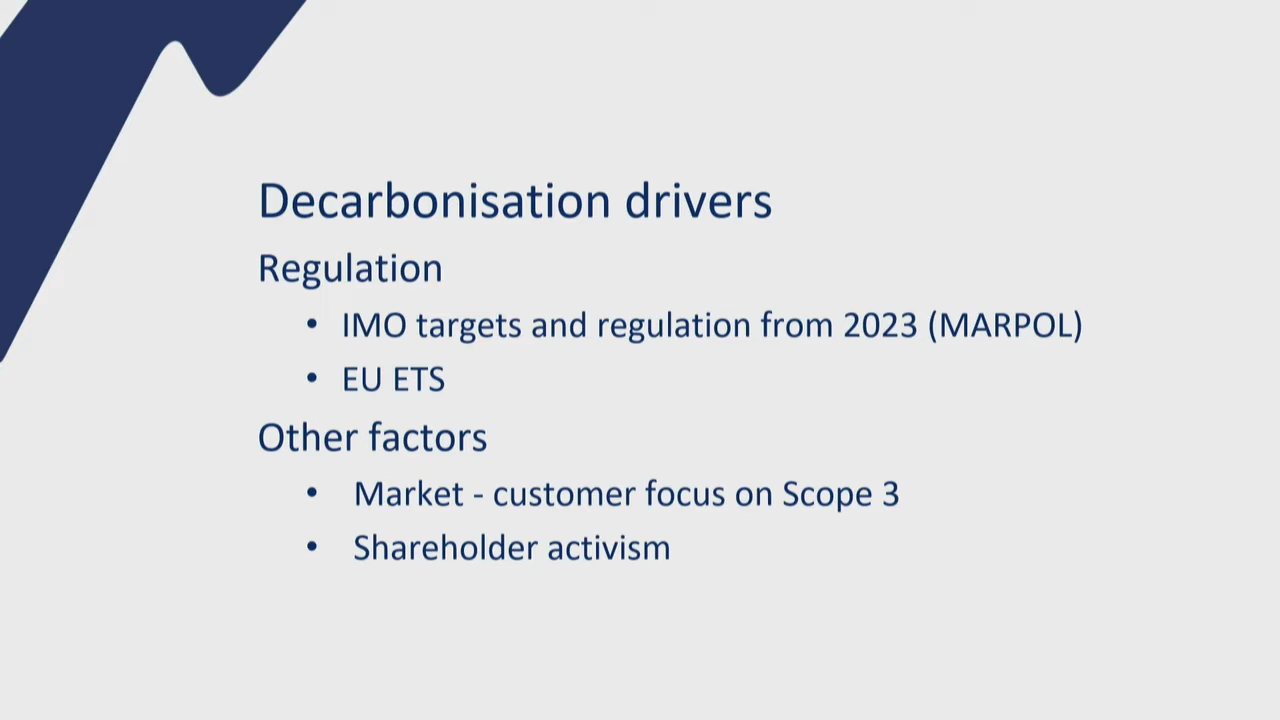 Decarbonisation drivers
Regulation
• IMO targets and regulation from 2023 (MARPOL)
• EU ETS
Other factors
• Market - customer focus on Scope 3
• Shareholder activism